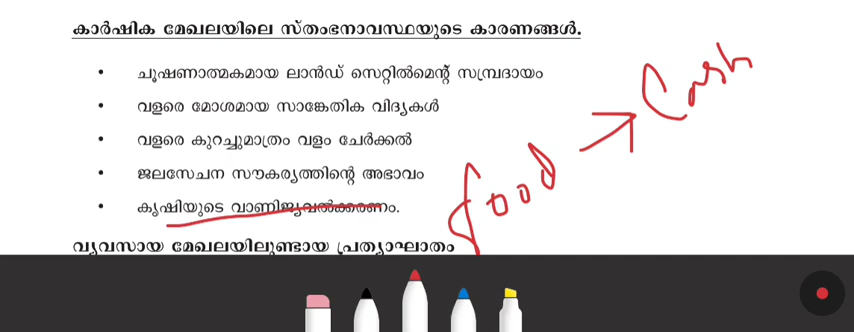 കാർഷിക മേഖലയിലെ സ്തംഭനാവസ്ഥയുടെ കാരണങ്ങൾ.
• ചൂഷണാത്മകമായ ലാൻഡ് സെറ്റിൽമെന്റ് സമ്പ്രദായം
• വളരെ മോശമായ സാങ്കേതിക വിദ്യകൾ
• വളരെ കുറച്ചുമാത്രം വളം ചേർക്കൽ
• ജലസേചന സൗകര്യത്തിന്റെ അഭാവം
• കൃഷിയുടെ വാണിജ്യവൽക്കരണം.
food → Cash
വ്യവസായ മേഖലയിലുണ്ടായ പ്രത്യാഘാതം